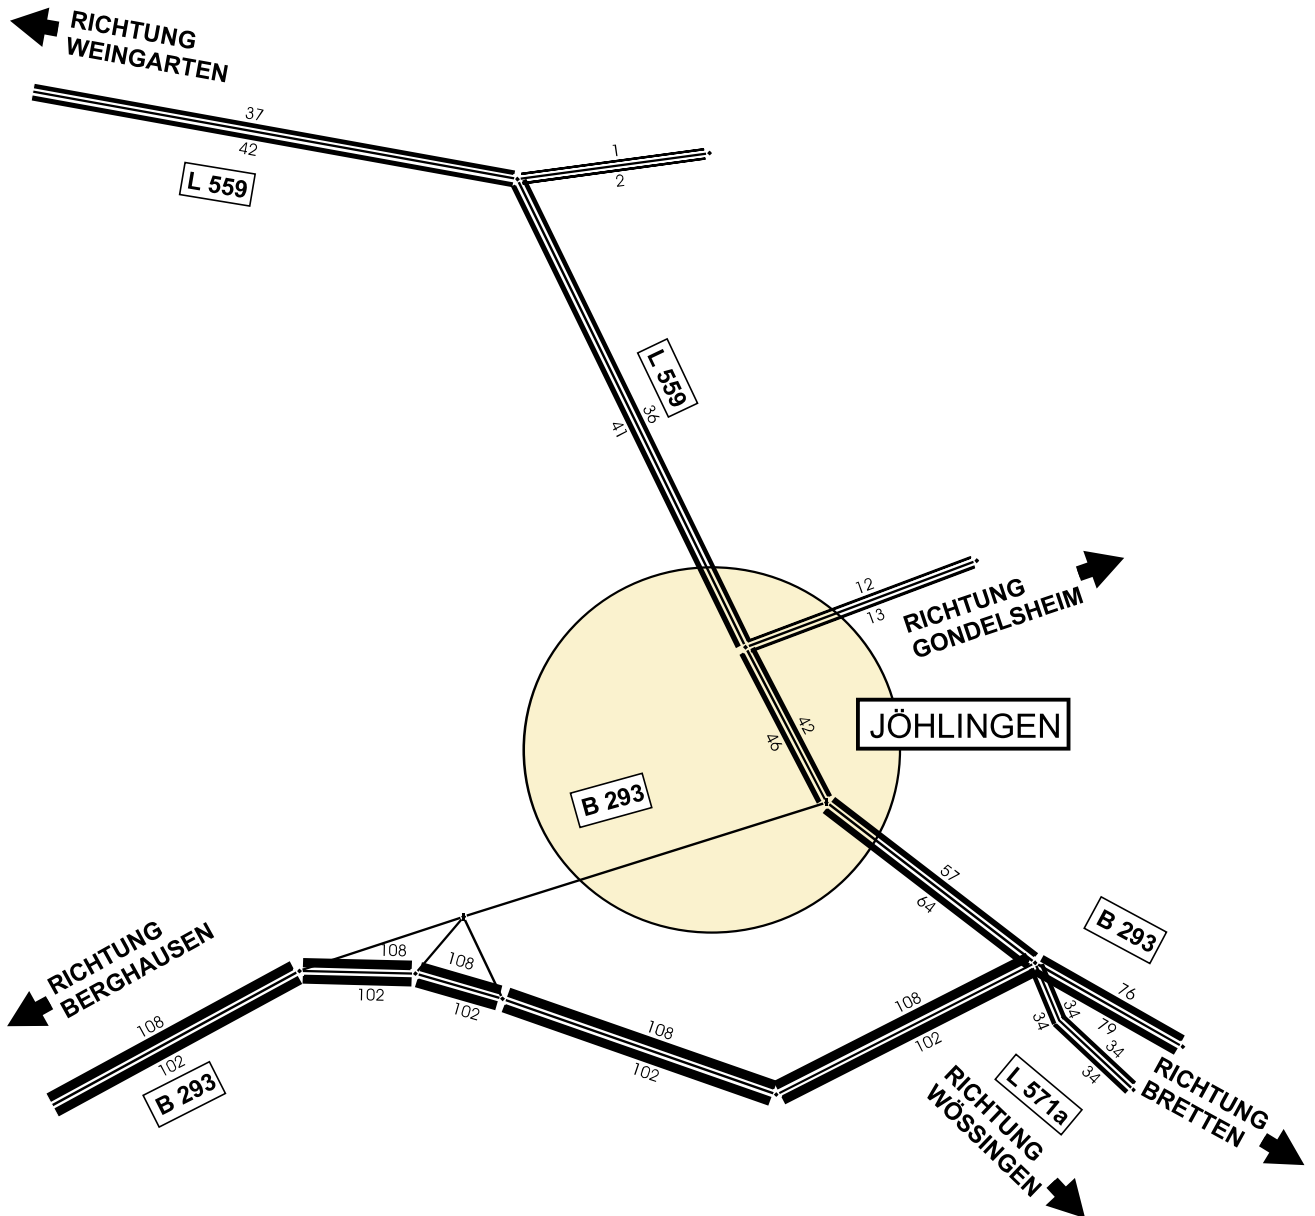 RICHTUNG
WEINGARTEN
37
42
L 559
1
2
L 559
36
41
12
13
RICHTUNG
GONDELSHEIM
JÖHLINGEN
42
46
B 293
57
64
B 293
RICHTUNG
BERGHAUSEN
108
102
B 293
108
102
108
102
108
102
108
102
76
79
34
34
34
34
L 571a
RICHTUNG
WÖSSINGEN
RICHTUNG
BRETTEN